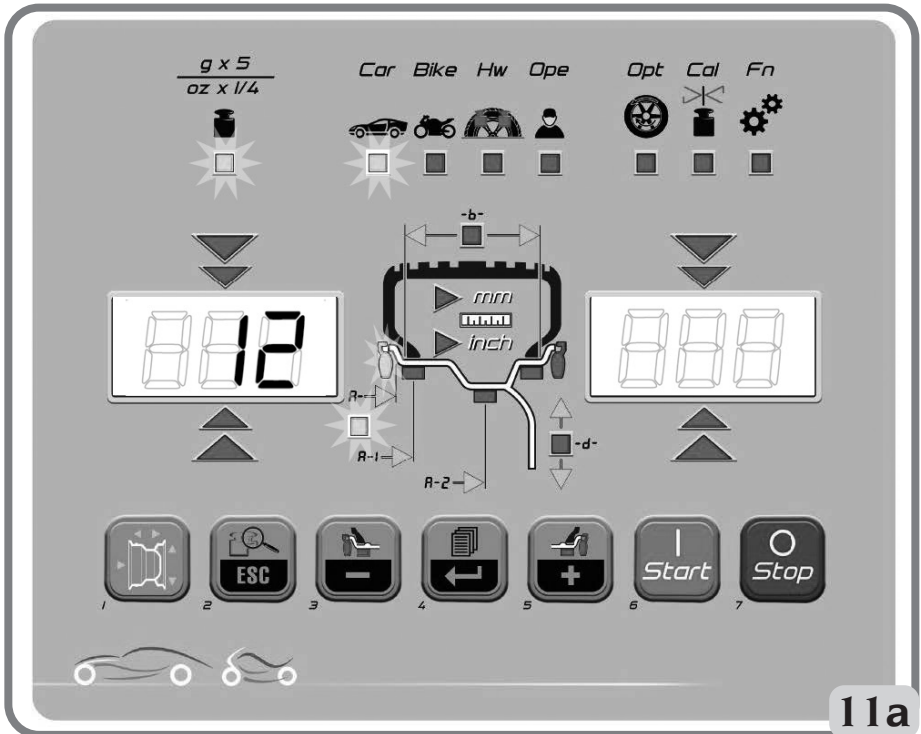 g x 5
oz x 1/4
Car Bike Hw Ope
Opt Cal Fn
-b-
mm
inch
12
A-
A-1
A-2
-d-
ESC
Start
Stop
1 2 3 4 5 6 7
11a